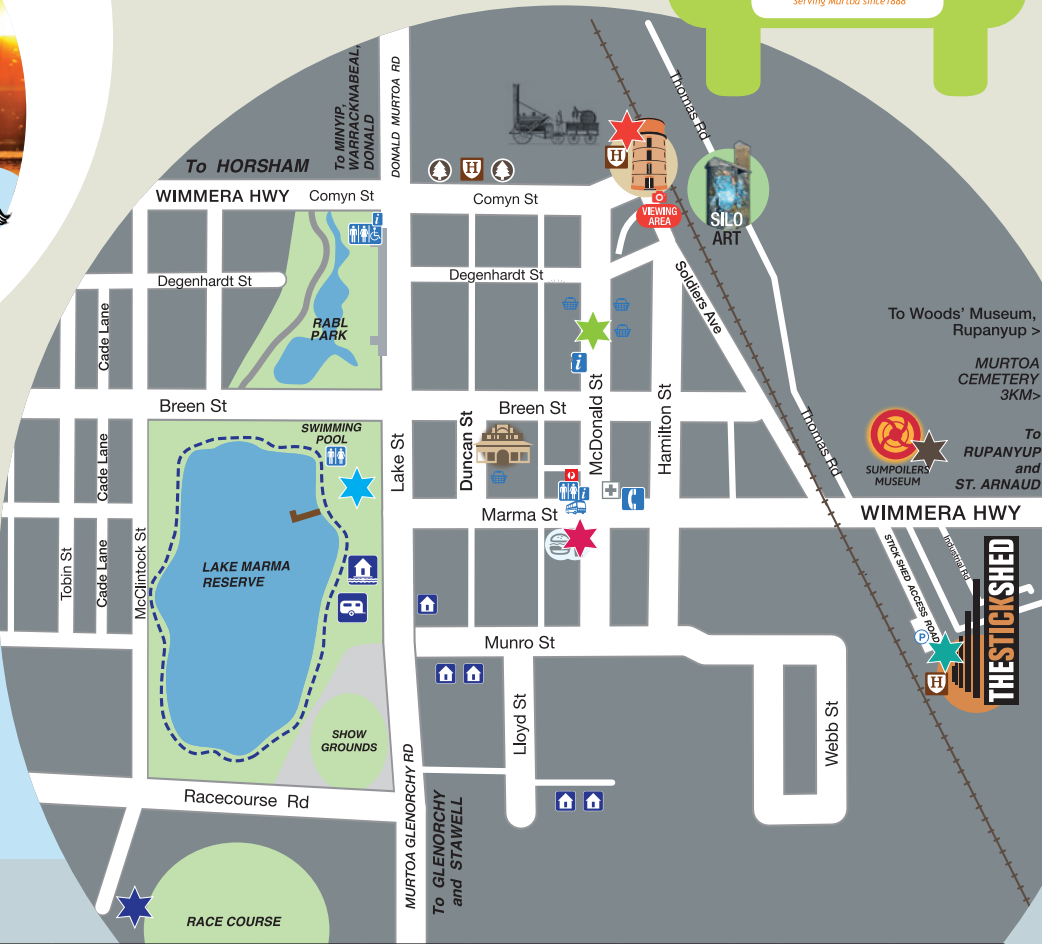 Serving Murtoa since1888
To HORSHAM
To MINYIP,
WARRACKNABEAL,
DONALD
DONALD MURTOA RD
Thomas Rd
H
H
WIMMERA HWY
Comyn St
Comyn St
VIEWING
AREA
SILO
ART
i
Degenhardt St
Degenhardt St
Soldiers Ave
Cade Lane
RABL
PARK
To Woods’ Museum,
Rupanyup >
MURTOA
CEMETERY
3KM>
i
McDonald St
Hamilton St
Breen St
Breen St
Duncan St
Lake St
Thomas Rd
SWIMMING
POOL
Cade Lane
SUMPOILERS
MUSEUM
To
RUPANYUP
and
ST. ARNAUD
i
Marma St
WIMMERA HWY
Tobin St
Cade Lane
McClintock St
LAKE MARMA
RESERVE
STICK SHED ACCESS ROAD
Industrial Rd
THESTICKSHED
P
H
Munro St
Lloyd St
Webb St
SHOW
GROUNDS
Racecourse Rd
MURTOA GLENORCHY RD
To GLENORCHY
and STAWELL
RACE COURSE